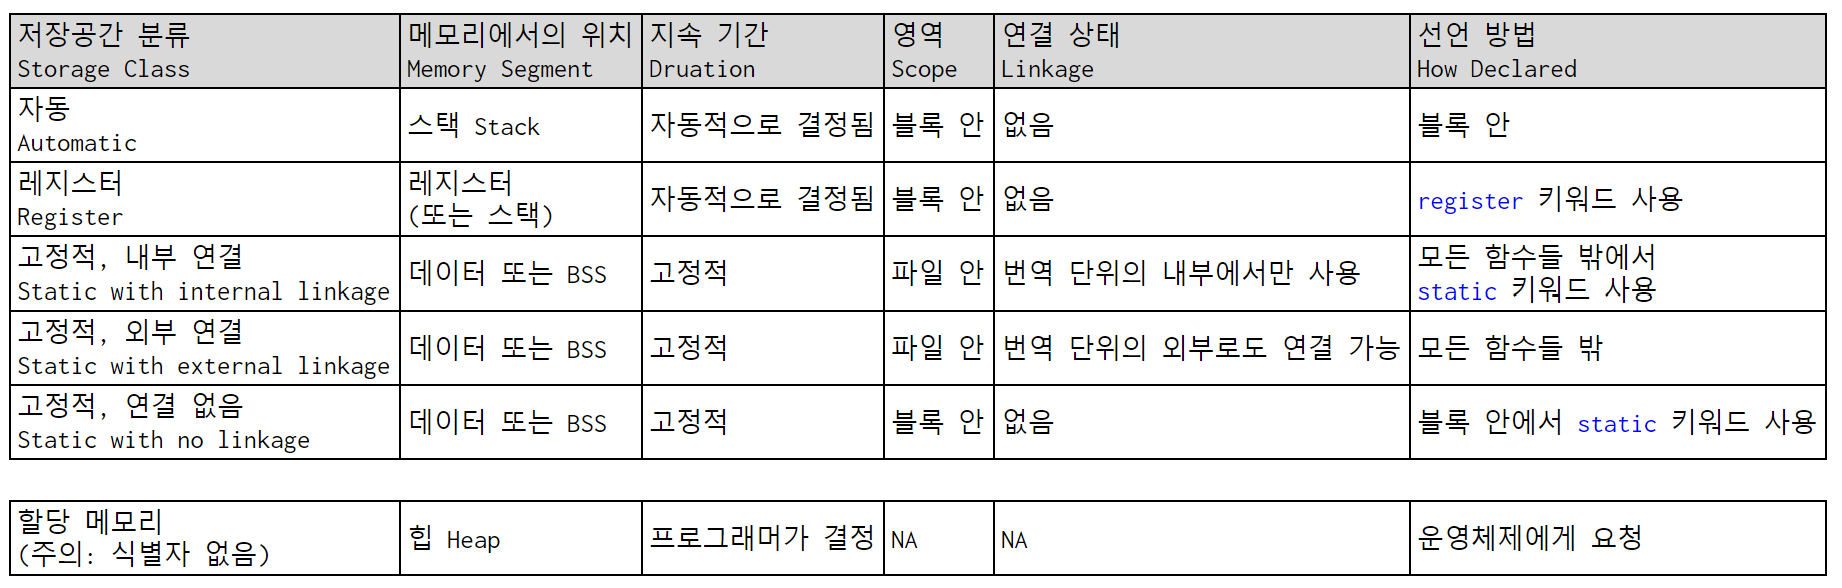 저장공간 분류
Storage Class
메모리에서의 위치
Memory Segment
지속 기간
Druation
영역
Scope
연결 상태
Linkage
선언 방법
How Declared
자동
Automatic
스택 Stack
자동적으로 결정됨
블록 안
없음
블록 안
레지스터
Register
레지스터
(또는 스택)
자동적으로 결정됨
블록 안
없음
register 키워드 사용
고정적, 내부 연결
Static with internal linkage
데이터 또는 BSS
고정적
파일 안
번역 단위의 내부에서만 사용
모든 함수들 밖에서
static 키워드 사용
고정적, 외부 연결
Static with external linkage
데이터 또는 BSS
고정적
파일 안
번역 단위의 외부로도 연결 가능
모든 함수들 밖
고정적, 연결 없음
Static with no linkage
데이터 또는 BSS
고정적
블록 안
없음
블록 안에서 static 키워드 사용
할당 메모리
(주의: 식별자 없음)
힙 Heap
프로그래머가 결정
NA
NA
운영체제에게 요청